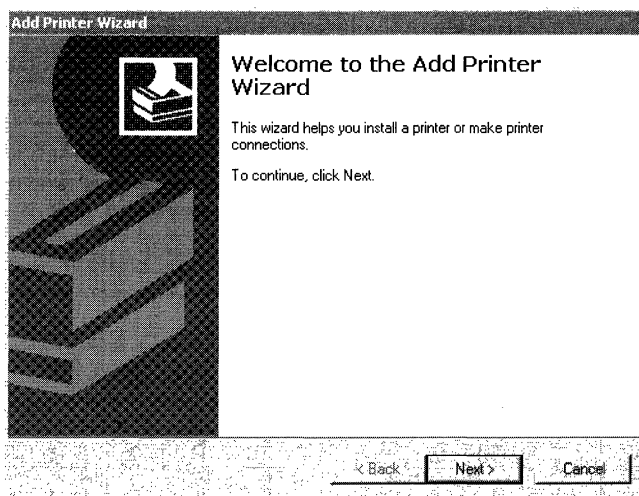 Add Printer Wizard
Welcome to the Add Printer
Wizard
This wizard helps you install a printer or make printer
connections.
To continue, click Next.
< Back
Next >
Cancel